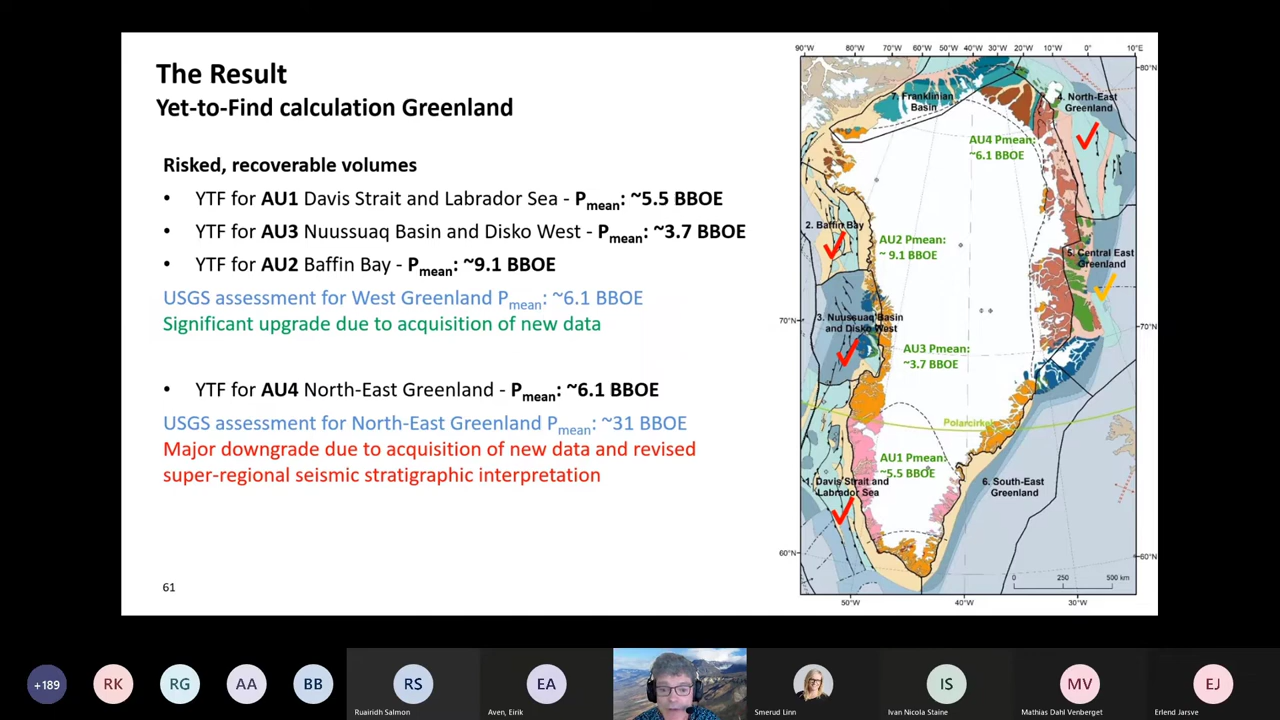 The Result
Yet-to-Find calculation Greenland
Risked, recoverable volumes
• YTF for AU1 Davis Strait and Labrador Sea - Pmean: ~5.5 BBOE
• YTF for AU3 Nuussuaq Basin and Disko West - Pmean: ~3.7 BBOE
• YTF for AU2 Baffin Bay - Pmean: ~9.1 BBOE
USGS assessment for West Greenland Pmean: ~6.1 BBOE
Significant upgrade due to acquisition of new data
• YTF for AU4 North-East Greenland - Pmean: ~6.1 BBOE
USGS assessment for North-East Greenland Pmean: ~31 BBOE
Major downgrade due to acquisition of new data and revised
super-regional seismic stratigraphic interpretation
61
90°W 80°W 70°W 60°W 50°W 40°W 30°W 20°W 10°W 0° 10°E
80°N
7. Franklinian
Basin
4. North-East
Greenland
AU4 Pmean:
~6.1 BBOE
2. Baffin Bay
AU2 Pmean:
~ 9.1 BBOE
5. Central East
Greenland
70°N
70°N
3. Nuussuaq Basin
and Disko West
AU3 Pmean:
~3.7 BBOE
Polarcirkel
AU1 Pmean:
~5.5 BBOE
1. Davis Strait and
Labrador Sea
6. South-East
Greenland
60°N
60°N
0 250 500 km
50°W 40°W 30°W
+189
RK
RG
AA
BB
RS
EA
IS
MV
EJ
Ruairidh Salmon
Aven, Eirik
Smerud Linn
Ivan Nicola Staine
Mathias Dahl Venberget
Erlend Jarsve